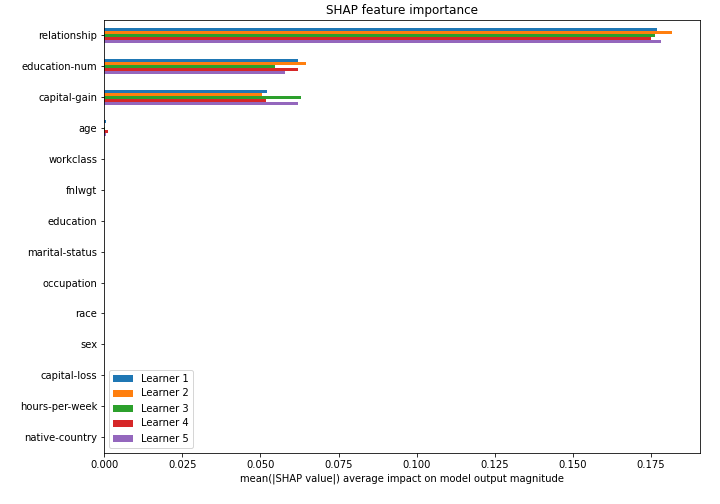 SHAP feature importance
relationship
education-num
capital-gain
age
workclass
fnlwgt
education
marital-status
occupation
race
sex
capital-loss
hours-per-week
native-country
Learner 1
Learner 2
Learner 3
Learner 4
Learner 5
0.000 0.025 0.050 0.075 0.100 0.125 0.150 0.175
mean(|SHAP value|) average impact on model output magnitude